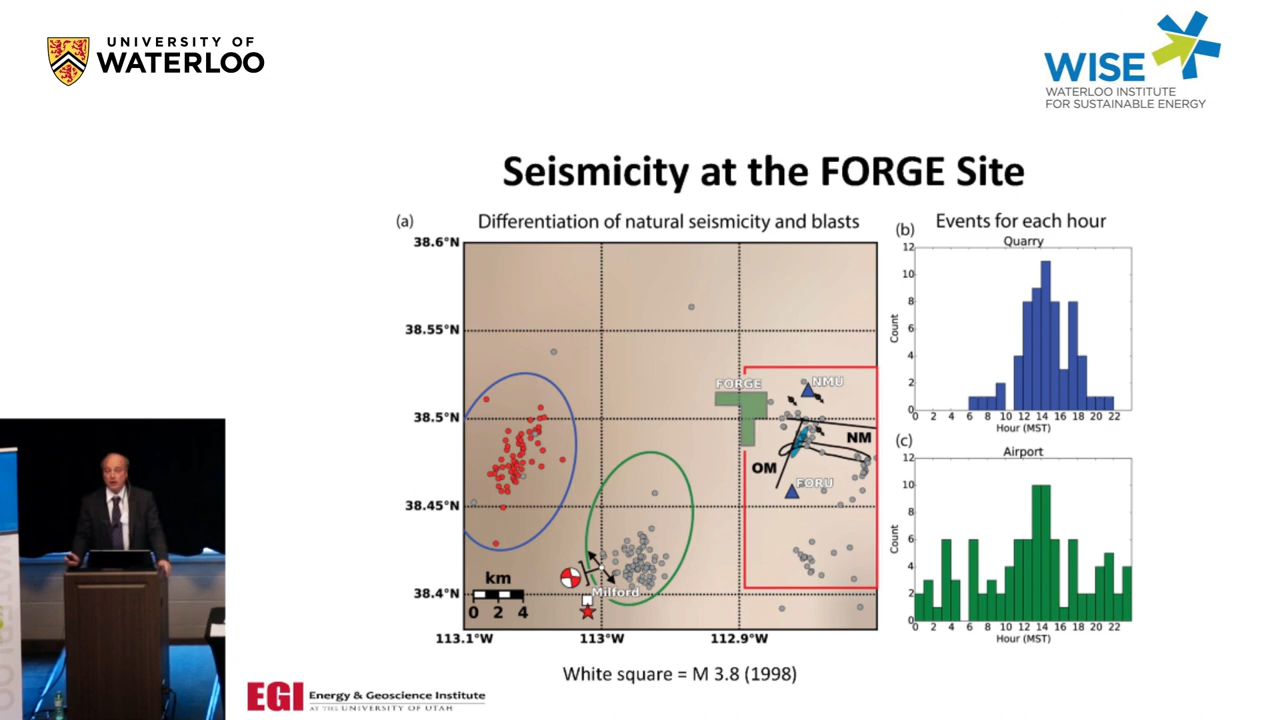 UNIVERSITY OF
WATERLOO
WISE
WATERLOO INSTITUTE
FOR SUSTAINABLE ENERGY
Seismicity at the FORGE Site
(a)
Differentiation of natural seismicity and blasts
38.6°N
38.55°N
38.5°N
38.45°N
38.4°N
113.1°W
113°W
112.9°W
FORGE
NMU
NM
OM
FORU
Milford
km
0 2 4
White square = M 3.8 (1998)
Events for each hour
(b)
Quarry
Count
12
10
8
6
4
2
0
0 2 4 6 8 10 12 14 16 18 20 22
Hour (MST)
(c)
Airport
Count
12
10
8
6
4
2
0
0 2 4 6 8 10 12 14 16 18 20 22
Hour (MST)
EGI
Energy & Geoscience Institute
AT THE UNIVERSITY OF UTAH